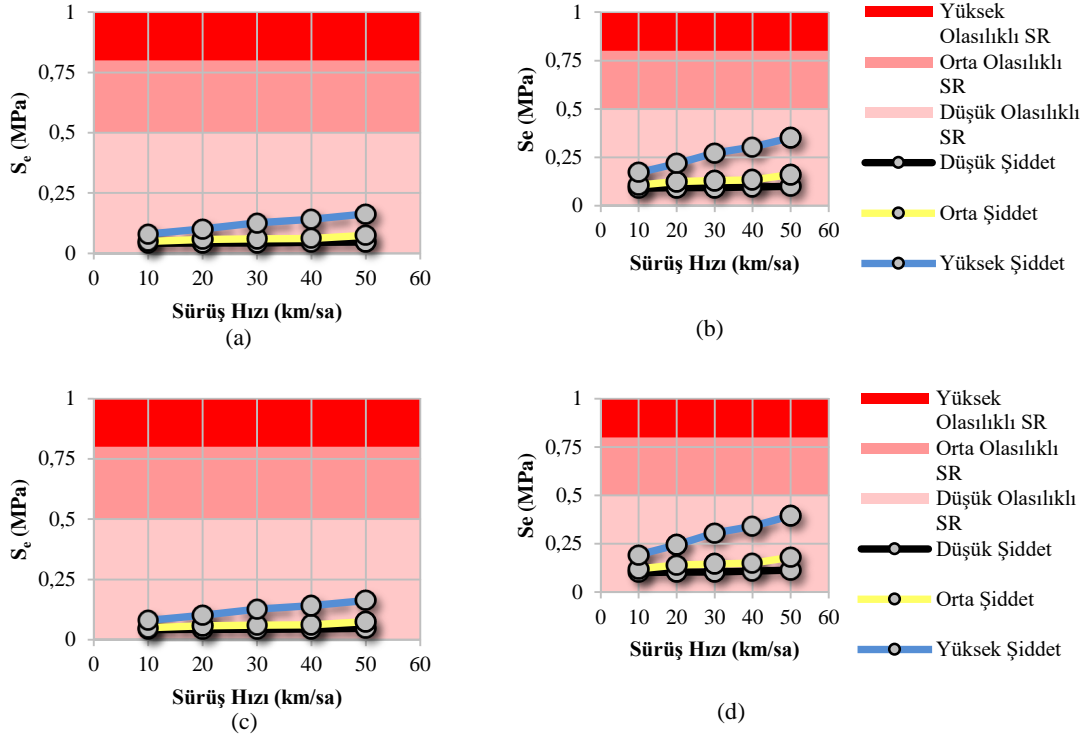 1
0,75
0,5
0,25
0
S_e (MPa)
0 10 20 30 40 50 60
Sürüş Hızı (km/sa)
(a)
1
0,75
0,5
0,25
0
Se (MPa)
0 10 20 30 40 50 60
Sürüş Hızı (km/sa)
(b)
Yüksek
Olasılıklı SR
Orta Olasılıklı
SR
Düşük Olasılıklı
SR
Düşük Şiddet
Orta Şiddet
Yüksek Şiddet
1
0,75
0,5
0,25
0
S_e (MPa)
0 10 20 30 40 50 60
Sürüş Hızı (km/sa)
(c)
1
0,75
0,5
0,25
0
Se (MPa)
0 10 20 30 40 50 60
Sürüş Hızı (km/sa)
(d)
Yüksek
Olasılıklı SR
Orta Olasılıklı
SR
Düşük Olasılıklı
SR
Düşük Şiddet
Orta Şiddet
Yüksek Şiddet